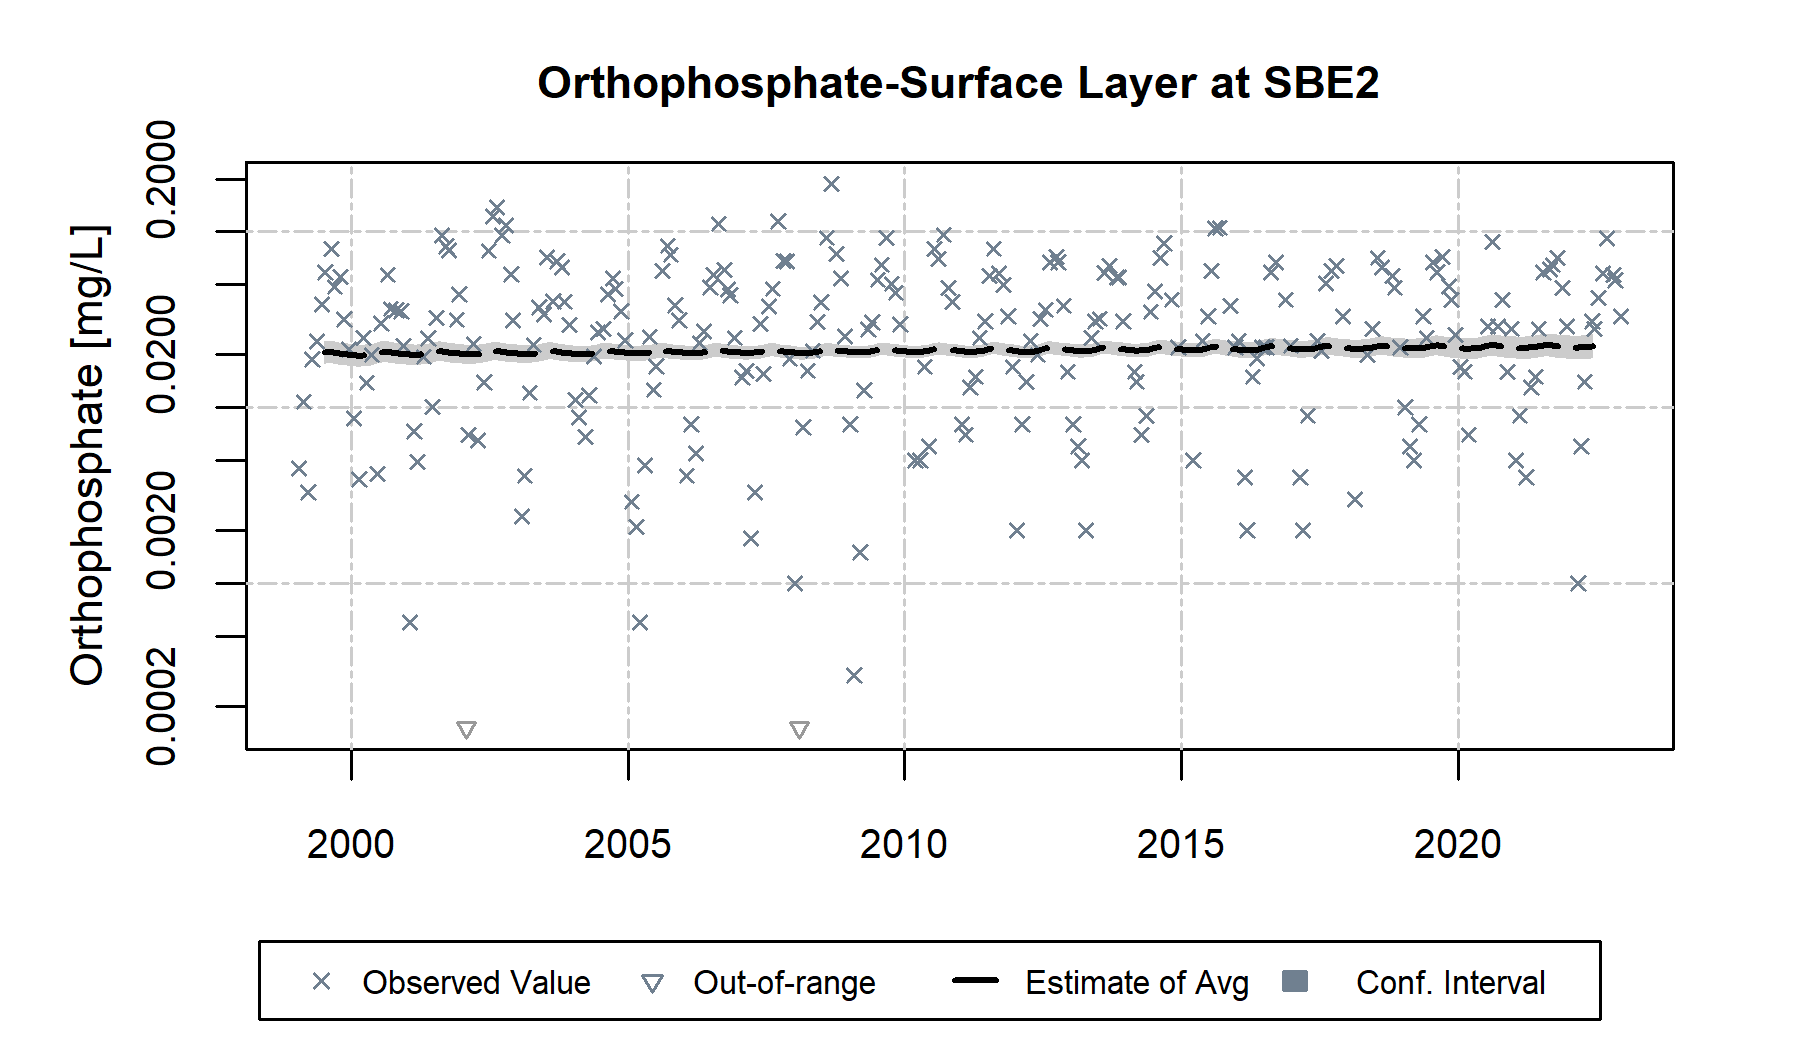 Orthophosphate-Surface Layer at SBE2
Orthophosphate [mg/L]
0.2000
0.0200
0.0020
0.0002
2000 2005 2010 2015 2020
Observed Value Out-of-range Estimate of Avg Conf. Interval